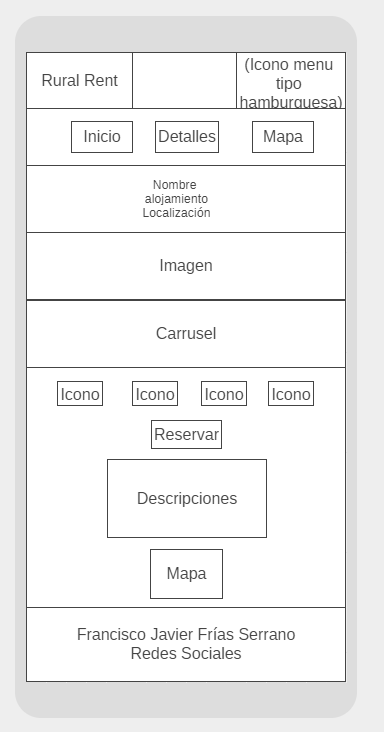 Rural Rent
(Icono menu
tipo
hamburguesa)
Inicio
Detalles
Mapa
Nombre
alojamiento
Localización
Imagen
Carrusel
Icono
Icono
Icono
Icono
Reservar
Descripciones
Mapa
Francisco Javier Frías Serrano
Redes Sociales